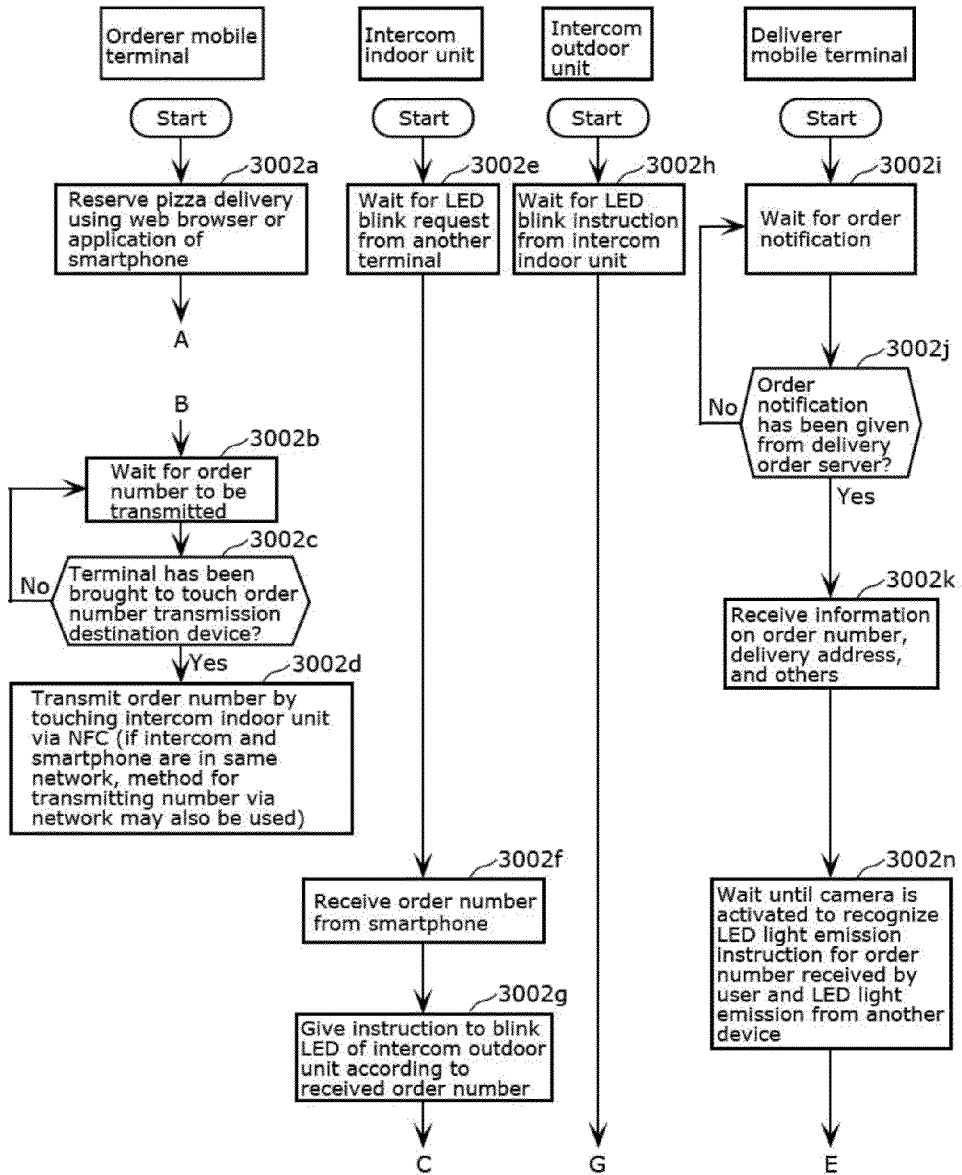 Orderer mobile
terminal
Intercom
indoor unit
Intercom
outdoor
unit
Deliverer
mobile terminal
Start
Start
Start
Start
3002a
3002e
3002h
3002i
Reserve pizza delivery
using web browser or
application of
smartphone
Wait for LED
blink request
from another
terminal
Wait for LED
blink instruction
from intercom
indoor unit
Wait for order
notification
A
3002j
Order
notification
has been given
from delivery
order server?
No
Yes
B
3002b
Wait for order
number to be
transmitted
3002c
Terminal has been
brought to touch order
number transmission
destination device?
No
Yes
3002k
Receive information
on order number,
delivery address,
and others
3002d
Transmit order number by
touching intercom indoor unit
via NFC (if intercom and
smartphone are in same
network, method for
transmitting number via
network may also be used)
3002f
Receive order number
from smartphone
3002n
Wait until camera is
activated to recognize
LED light emission
instruction for order
number received by
user and LED light
emission from another
device
3002g
Give instruction to blink
LED of intercom outdoor
unit according to
received order number
C
G
E